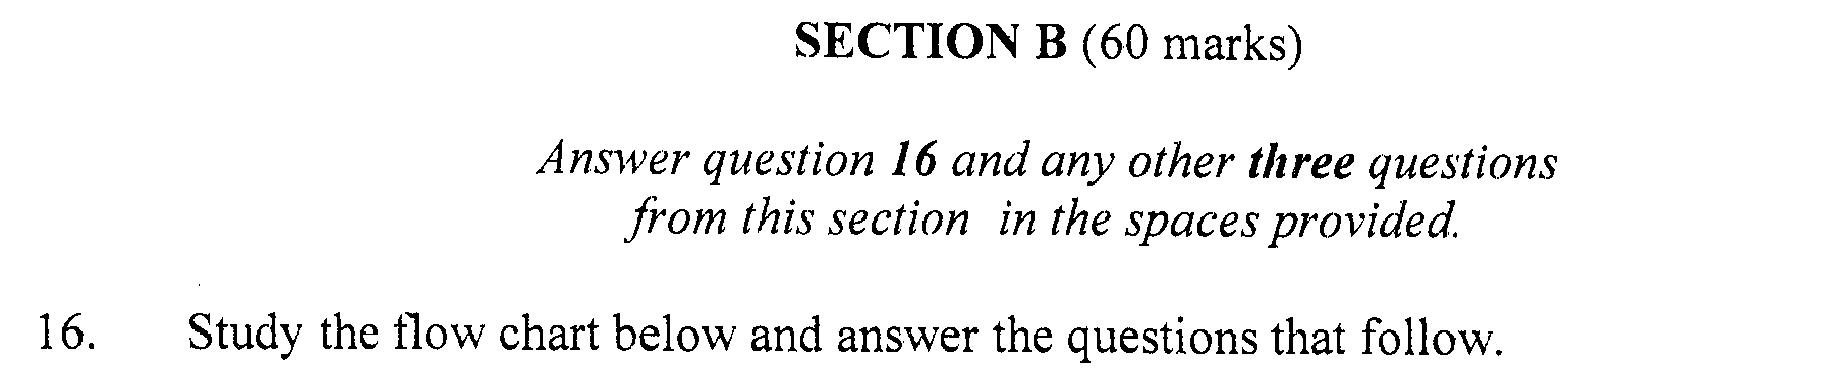 SECTION B (60 marks)
Answer question 16 and any other three questions
from this section in the spaces provided.
16. Study the flow chart below and answer the questions that follow.